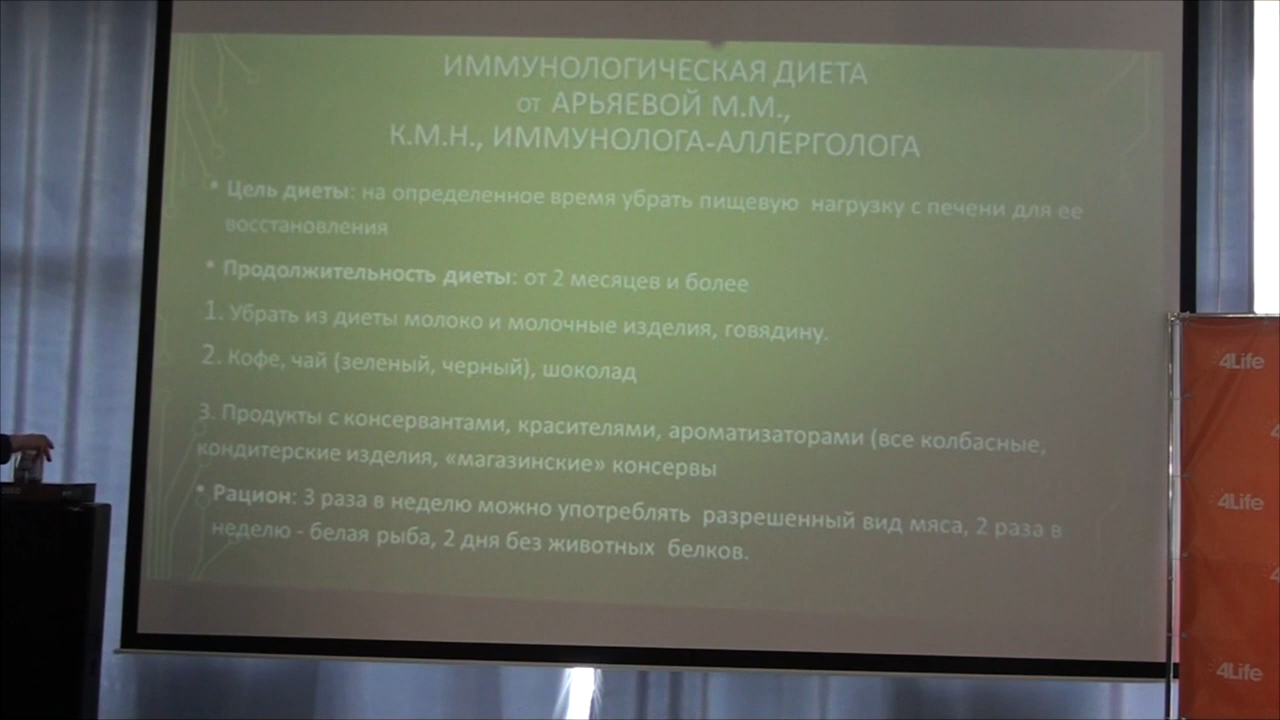 ИММУНОЛОГИЧЕСКАЯ ДИЕТА
от АРЬЯЕВОЙ М.М.,
К.М.Н., ИММУНОЛОГА-АЛЛЕРГОЛОГА
• Цель диеты: на определенное время убрать пищевую нагрузку с печени для ее
восстановления
• Продолжительность диеты: от 2 месяцев и более
1. Убрать из диеты молоко и молочные изделия, говядину.
2. Кофе, чай (зеленый, черный), шоколад
3. Продукты с консервантами, красителями, ароматизаторами (все колбасные,
кондитерские изделия, «магазинские» консервы
• Рацион: 3 раза в неделю можно употреблять разрешенный вид мяса, 2 раза в
неделю - белая рыба, 2 дня без животных белков.
4Life
4Life
4Life